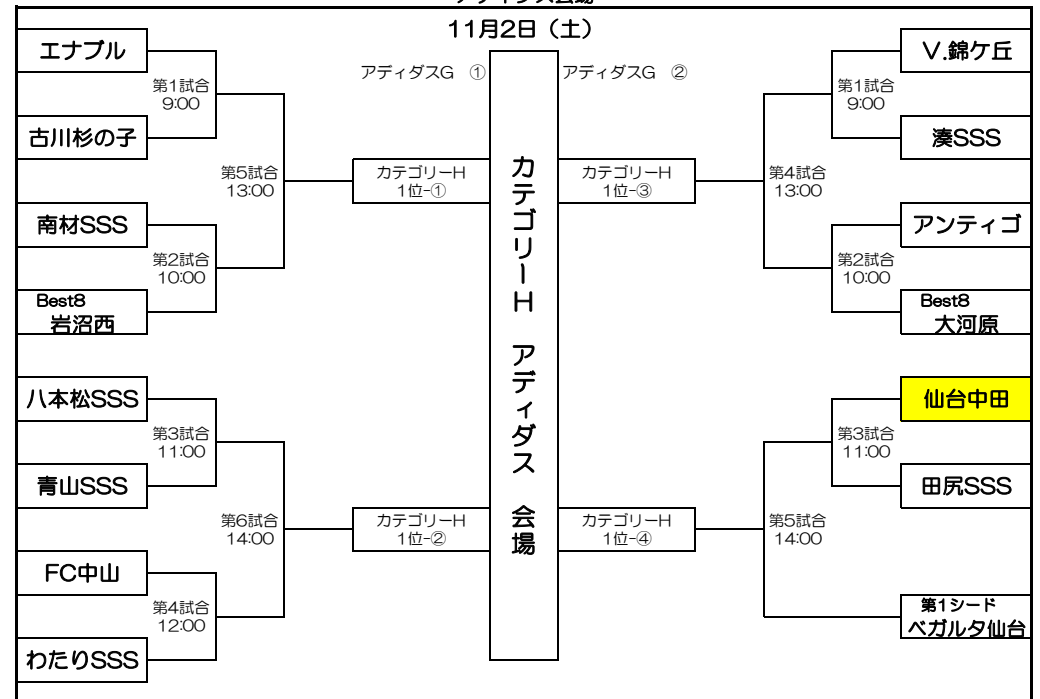 11月2日（土）
アディダスG ①
アディダスG ②
エナブル
第1試合
9:00
古川杉の子
第5試合
13:00
カテゴリーH
1位-①
南材SSS
第2試合
10:00
Best8
岩沼西
八本松SSS
第3試合
11:00
青山SSS
第6試合
14:00
カテゴリーH
1位-②
FC中山
第4試合
12:00
わたりSSS
カテゴリーH アディダス 会場
V.錦ケ丘
第1試合
9:00
湊SSS
カテゴリーH
1位-③
第4試合
13:00
アンティゴ
第2試合
10:00
Best8
大河原
仙台中田
第3試合
11:00
田尻SSS
カテゴリーH
1位-④
第5試合
14:00
第1シード
ベガルタ仙台